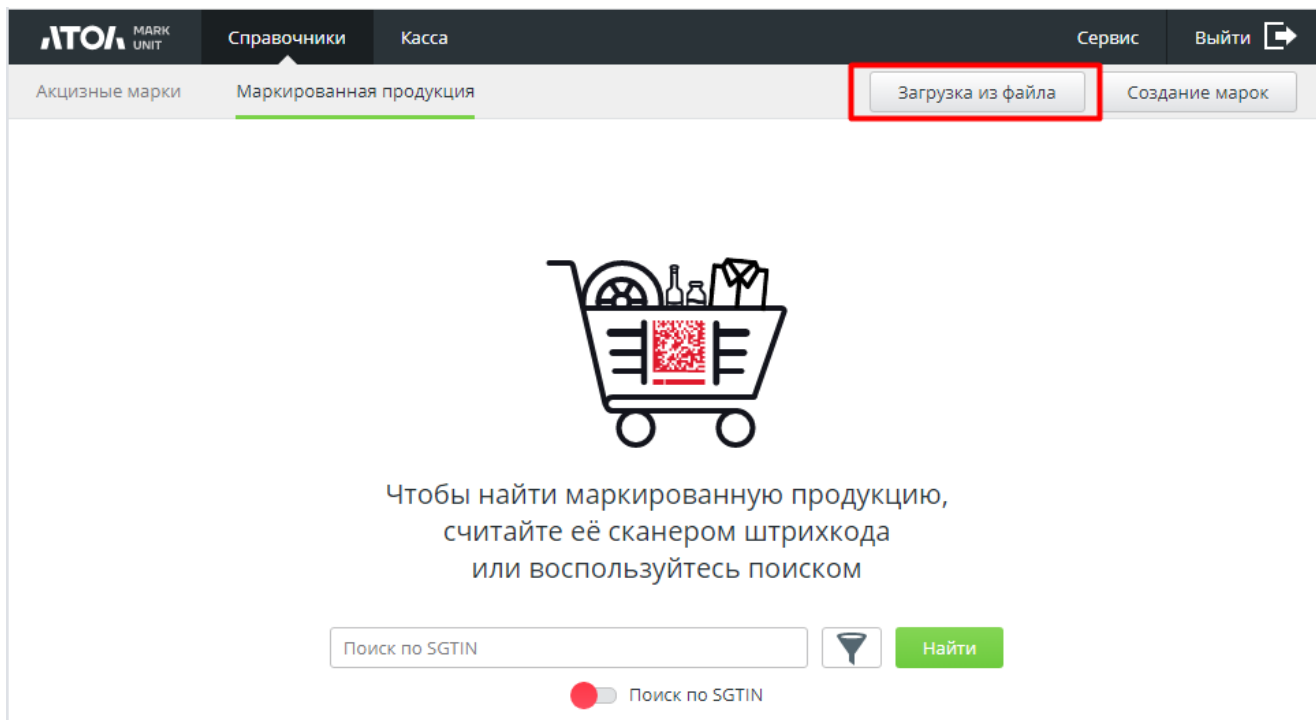 АТОЛ MARK UNIT Справочники Касса Сервис Выйти
Акцизные марки Маркированная продукция Загрузка из файла Создание марок
Чтобы найти маркированную продукцию,
считайте её сканером штрихкода
или воспользуйтесь поиском
Поиск по SGTIN Найти
Поиск по SGTIN